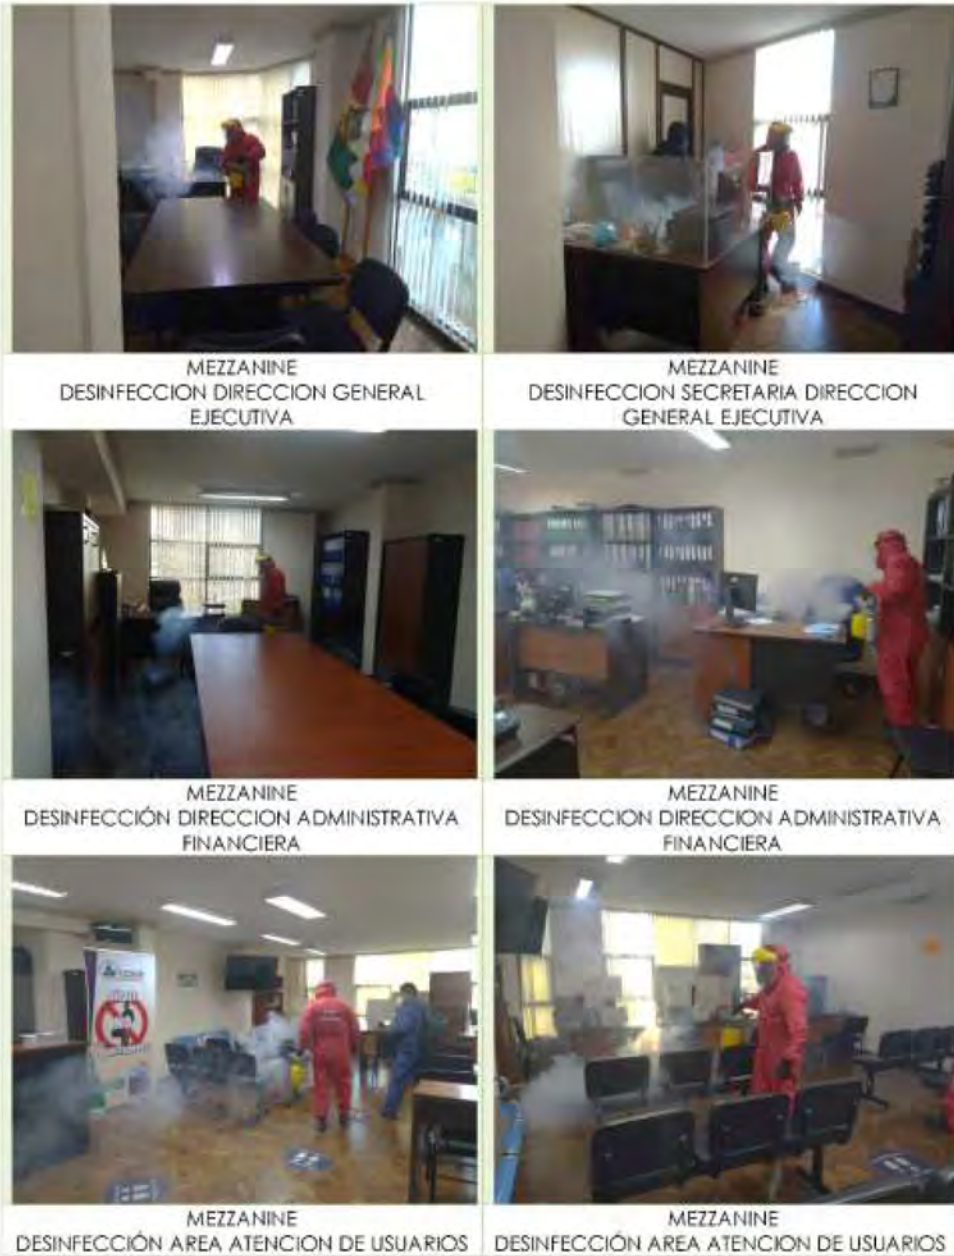 MEZZANINE
DESINFECCION DIRECCION GENERAL
EJECUTIVA
MEZZANINE
DESINFECCION SECRETARIA DIRECCION
GENERAL EJECUTIVA
MEZZANINE
DESINFECCIÓN DIRECCION ADMINISTRATIVA
FINANCIERA
MEZZANINE
DESINFECCION DIRECCION ADMINISTRATIVA
FINANCIERA
MEZZANINE
DESINFECCIÓN AREA ATENCION DE USUARIOS
MEZZANINE
DESINFECCIÓN AREA ATENCION DE USUARIOS